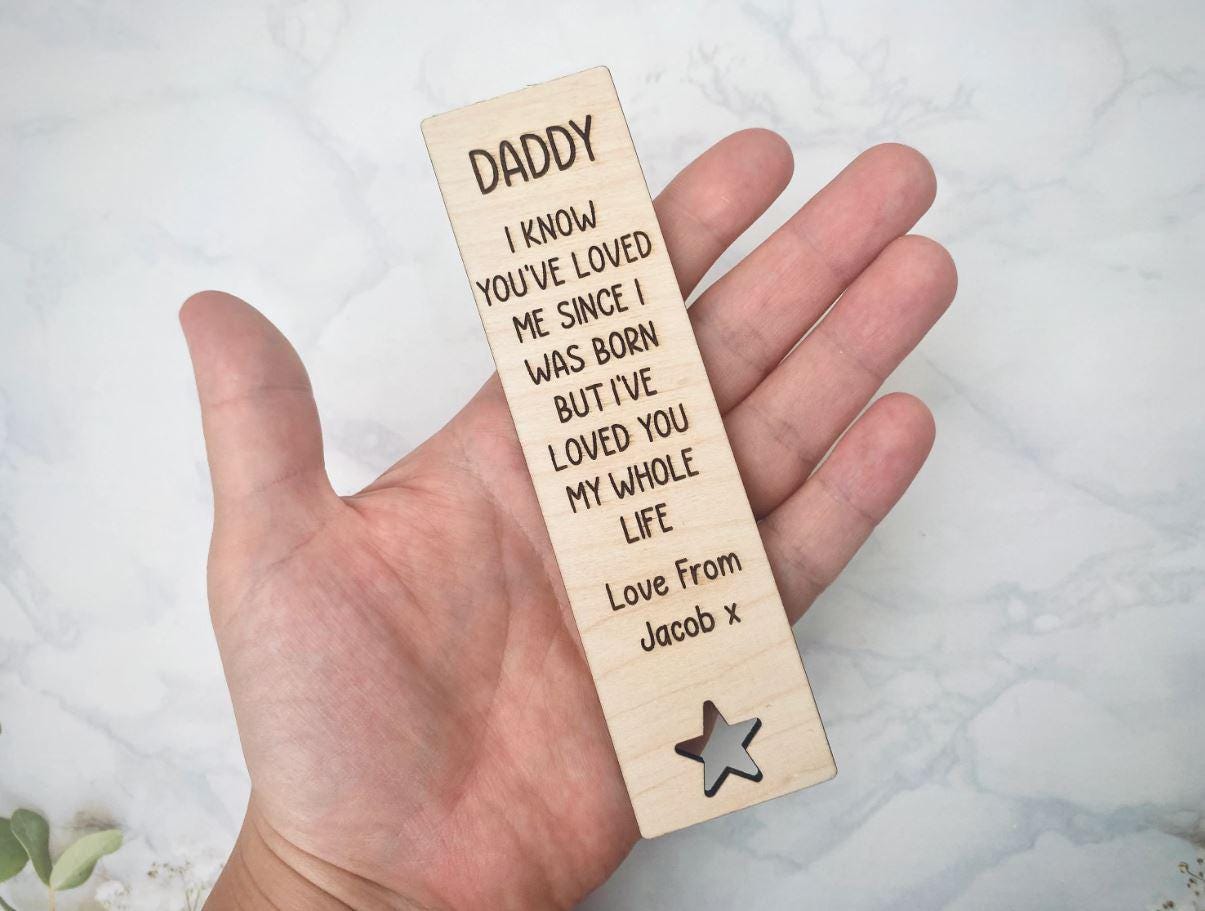 DADDY
I KNOW
YOU'VE LOVED
ME SINCE I
WAS BORN
BUT I'VE
LOVED YOU
MY WHOLE
LIFE
Love From
Jacob x